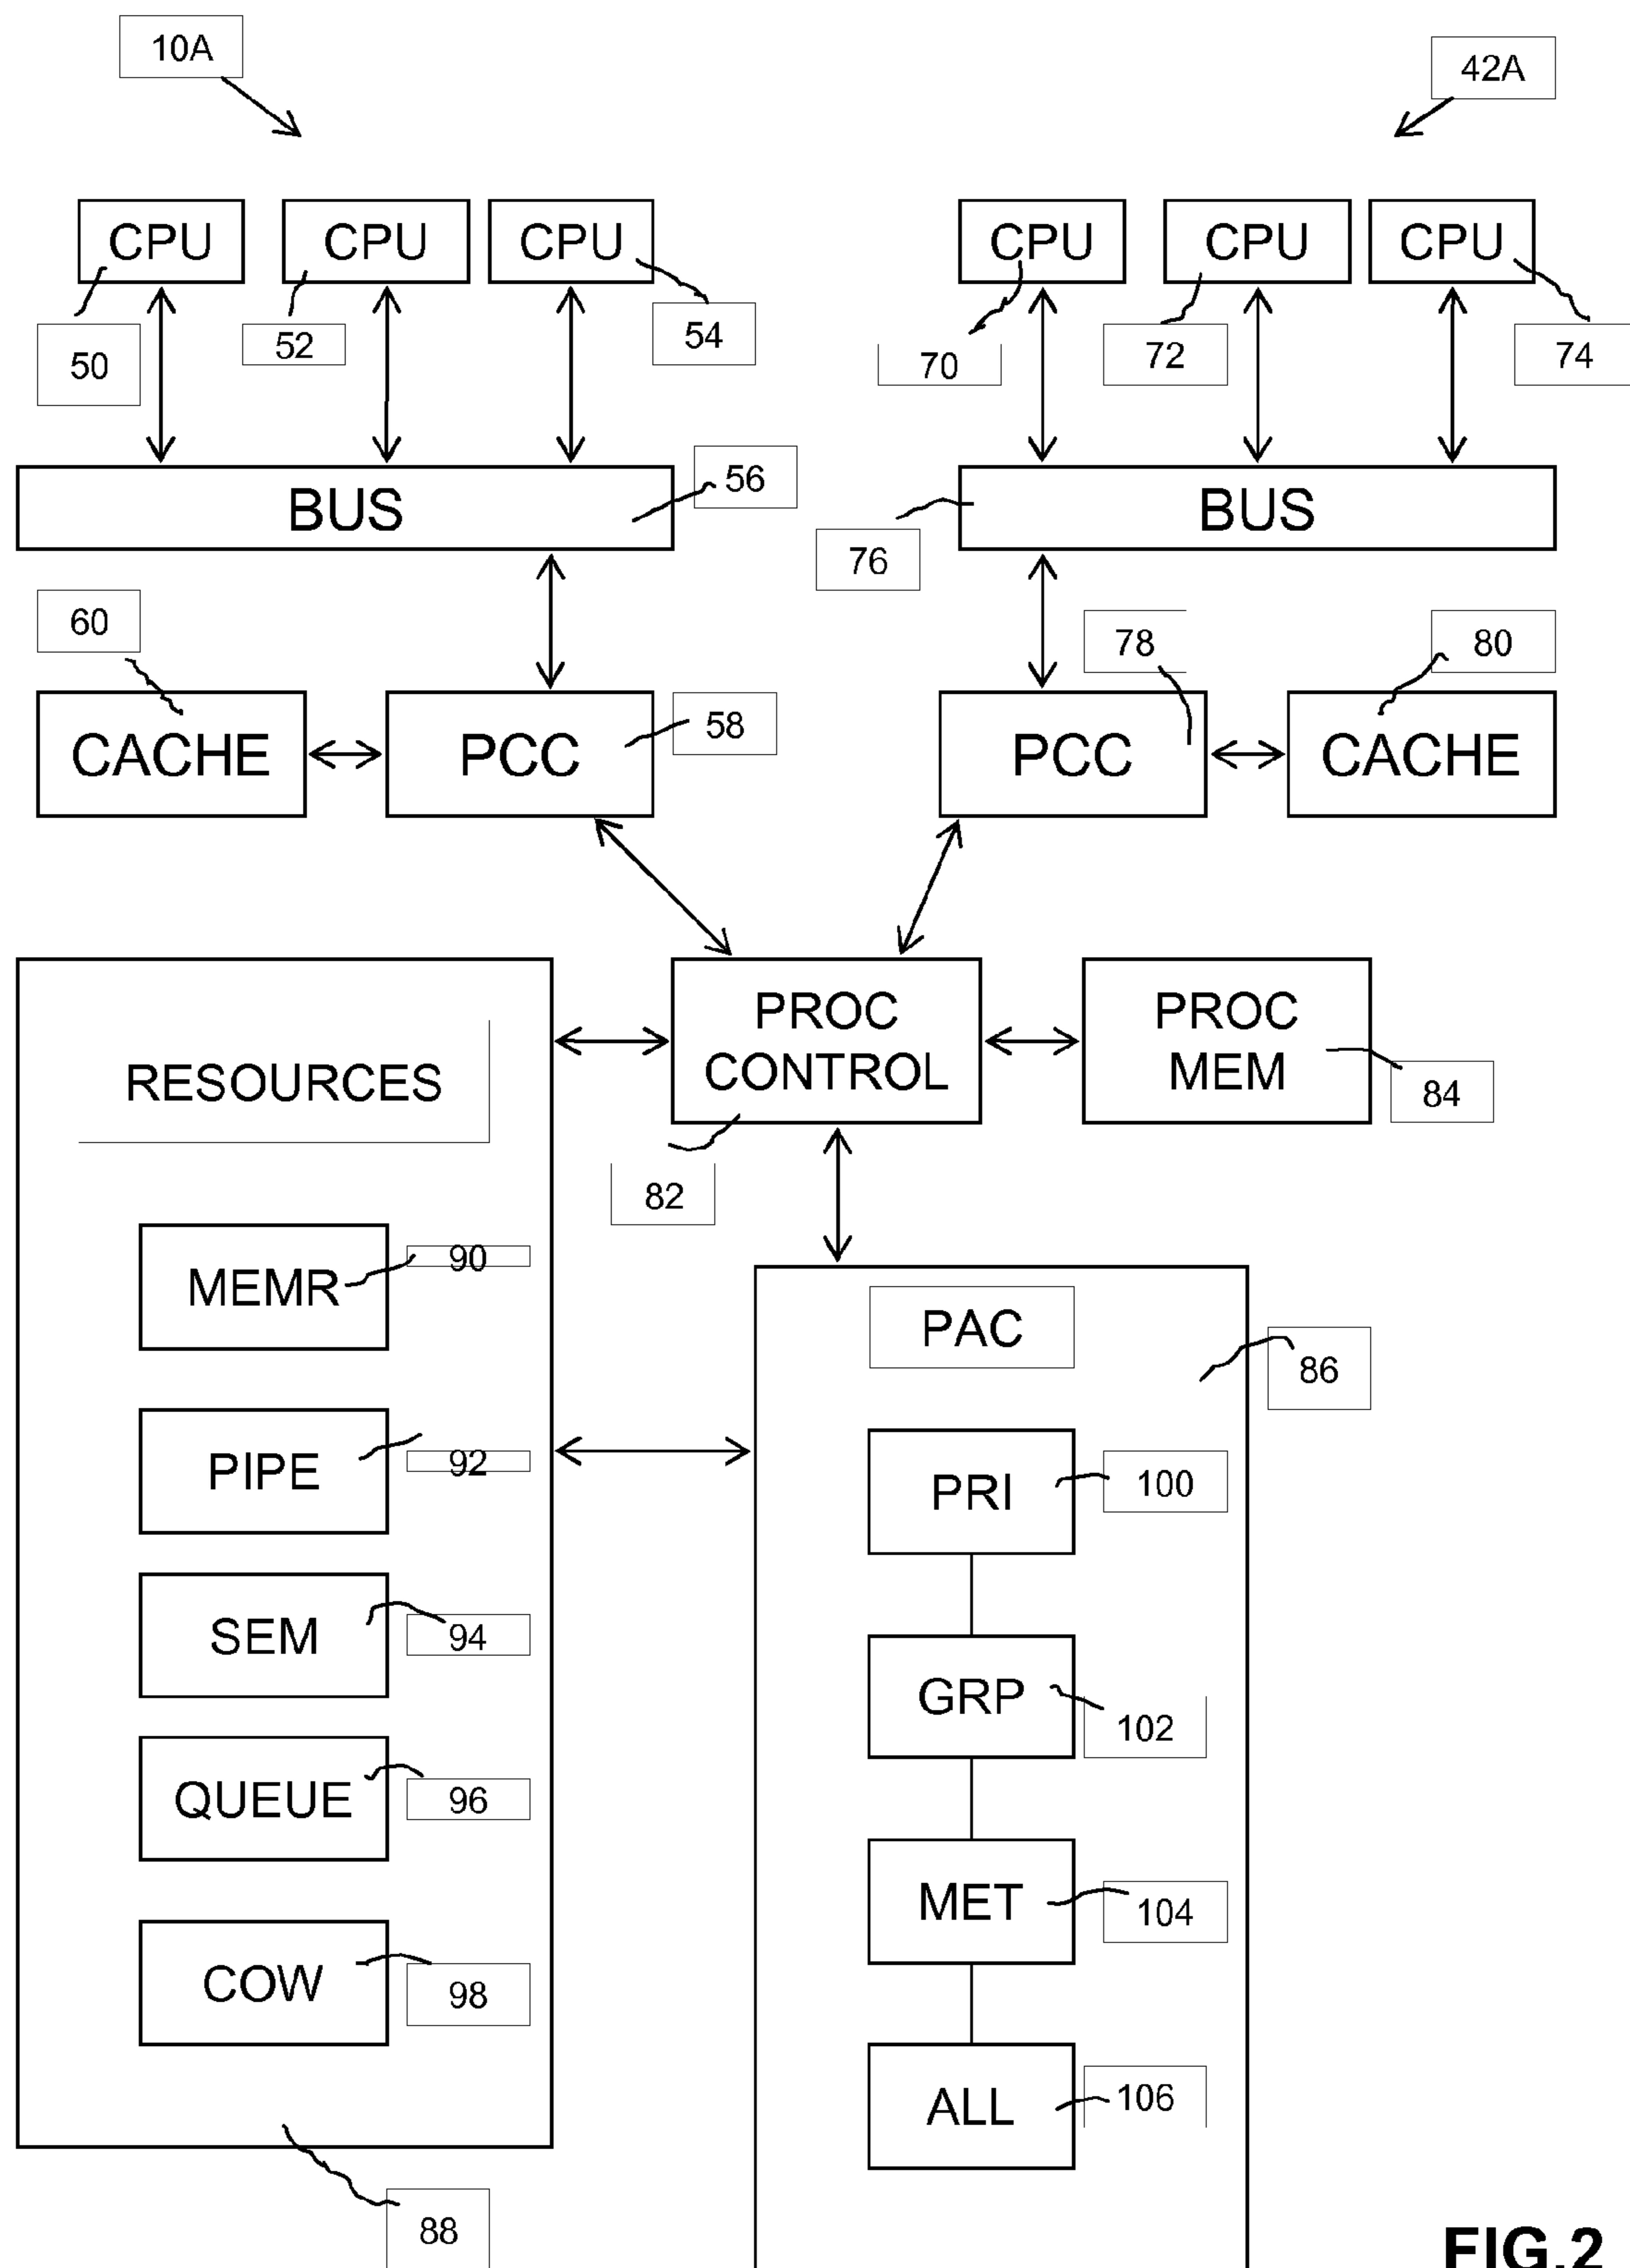 10A
42A
CPU
CPU
CPU
CPU
CPU
CPU
50
52
54
70
72
74
BUS
56
BUS
76
60
78
80
CACHE
PCC
58
PCC
CACHE
RESOURCES
PROC
CONTROL
PROC
MEM
84
82
MEMR
90
PAC
86
PIPE
92
PRI
100
SEM
94
GRP
102
QUEUE
96
MET
104
COW
98
ALL
106
88
FIG.2